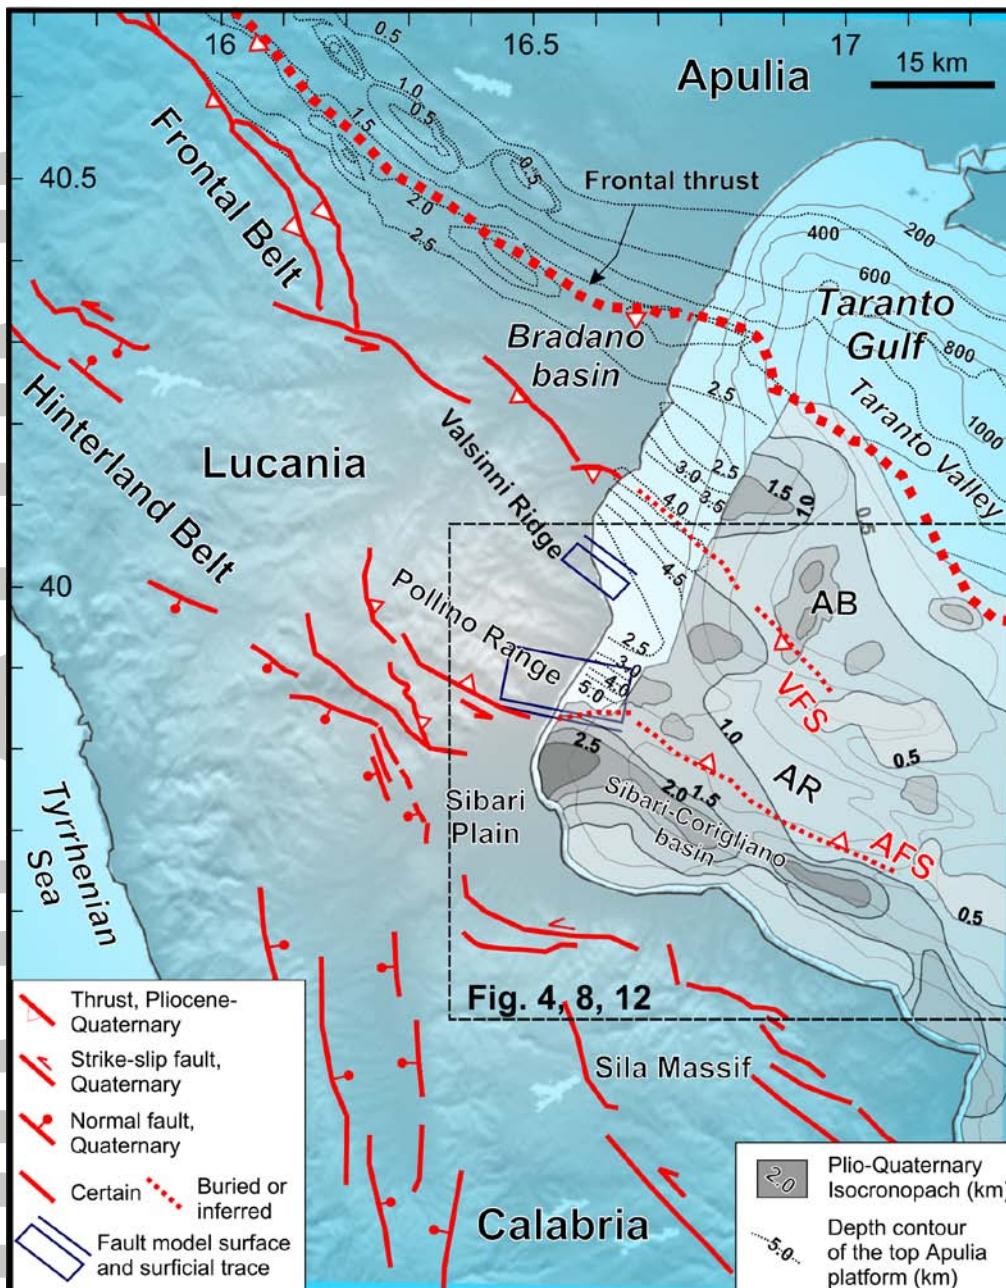 16
16.5
17
15 km
Apulia
0.5
1.0
0.5
1.5
0.5
40.5
Frontal Belt
Frontal thrust
2.0
2.5
200
400
600
800
1000
Taranto
Gulf
Taranto Valley
Bradano
basin
Hinterland Belt
Lucania
Valsinni Ridge
2.5
2.5
3.0
3.5
4.0
4.5
1.5
1.0
0.5
40
Pollino Range
AB
2.5
3.0
4.0
5.0
VFS
2.5
1.0
0.5
2.0
1.5
AR
Sibari
Plain
Sibari-Corigliano
basin
AFS
0.5
Tyrrhenian
Sea
Fig. 4, 8, 12
Sila Massif
Calabria
Thrust, Pliocene-
Quaternary
Strike-slip fault,
Quaternary
Normal fault,
Quaternary
Certain
Buried or
inferred
Fault model surface
and surficial trace
2.0
Plio-Quaternary
Isocronopach (km)
5.0
Depth contour
of the top Apulia
platform (km)